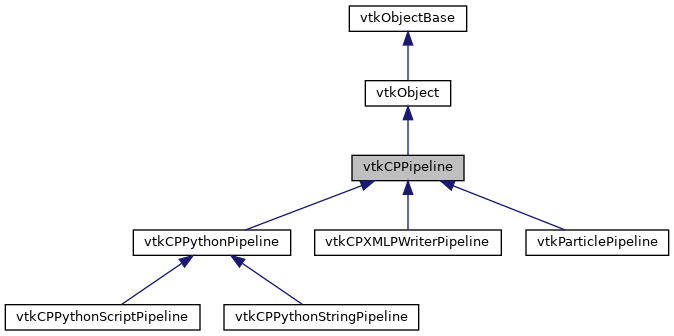 vtkObjectBase
vtkObject
vtkCPPipeline
vtkCPPythonPipeline
vtkCPXMLPWriterPipeline
vtkParticlePipeline
vtkCPPythonScriptPipeline
vtkCPPythonStringPipeline